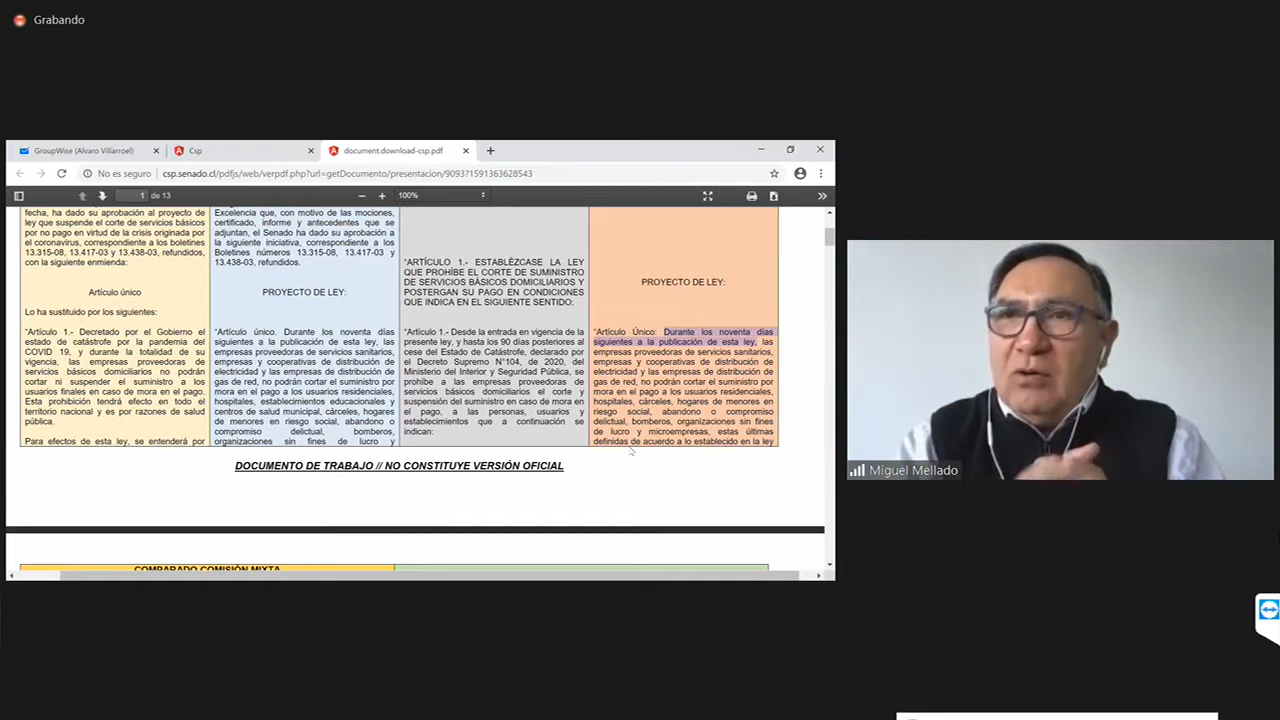 Grabando
GroupWise (Alvaro Villarroel)
Csp
document.download-csp.pdf
No es seguro
csp.senado.cl/pdfjs/web/verpdf.php?url=getDocumento/presentacion/9093?1591363628543
1 de 13
100%
fecha, ha dado su aprobación al proyecto de
ley que suspende el corte de servicios básicos
por no pago en virtud de la crisis originada por
el coronavirus, correspondiente a los boletines
13.315-08, 13.417-03 y 13.438-03, refundidos,
con la siguiente enmienda:
Artículo único
Lo ha sustituido por los siguientes:
“Artículo 1.- Decretado por el Gobierno el
estado de catástrofe por la pandemia del
COVID 19, y durante la totalidad de su
vigencia, las empresas proveedoras de
servicios básicos domiciliarios no podrán
cortar ni suspender el suministro a los
usuarios finales en caso de mora en el pago.
Esta prohibición tendrá efecto en todo el
territorio nacional y es por razones de salud
pública.
Para efectos de esta ley, se entenderá por
Excelencia que, con motivo de las mociones,
certificado, informe y antecedentes que se
adjuntan, el Senado ha dado su aprobación a
la siguiente iniciativa, correspondiente a los
Boletines números 13.315-08, 13.417-03 y
13.438-03, refundidos.
PROYECTO DE LEY:
“Artículo único. Durante los noventa días
siguientes a la publicación de esta ley, las
empresas proveedoras de servicios sanitarios,
empresas y cooperativas de distribución de
electricidad y las empresas de distribución de
gas de red, no podrán cortar el suministro por
mora en el pago a los usuarios residenciales,
hospitales, establecimientos educacionales y
centros de salud municipal, cárceles, hogares
de menores en riesgo social, abandono o
compromiso delictual, bomberos,
organizaciones sin fines de lucro y
“ARTÍCULO 1.- ESTABLÉZCASE LA LEY
QUE PROHÍBE EL CORTE DE SUMINISTRO
DE SERVICIOS BÁSICOS DOMICILIARIOS Y
POSTERGAN SU PAGO EN CONDICIONES
QUE INDICA EN EL SIGUIENTE SENTIDO:
“Artículo 1.- Desde la entrada en vigencia de la
presente ley, y hasta los 90 días posteriores al
cese del Estado de Catástrofe, declarado por
el Decreto Supremo N°104, de 2020, del
Ministerio del Interior y Seguridad Pública, se
prohíbe a las empresas proveedoras de
servicios básicos domiciliarios el corte y
suspensión del suministro en caso de mora en
el pago, a las personas, usuarios y
establecimientos que a continuación se
indican:
PROYECTO DE LEY:
“Artículo Único: Durante los noventa días
siguientes a la publicación de esta ley, las
empresas proveedoras de servicios sanitarios,
empresas y cooperativas de distribución de
electricidad y las empresas de distribución de
gas de red, no podrán cortar el suministro por
mora en el pago a los usuarios residenciales,
hospitales, cárceles, hogares de menores en
riesgo social, abandono o compromiso
delictual, bomberos, organizaciones sin fines
de lucro y microempresas, estas últimas
definidas de acuerdo a lo establecido en la ley
DOCUMENTO DE TRABAJO // NO CONSTITUYE VERSIÓN OFICIAL
COMPARADO COMISIÓN MIXTA
Miguel Mellado